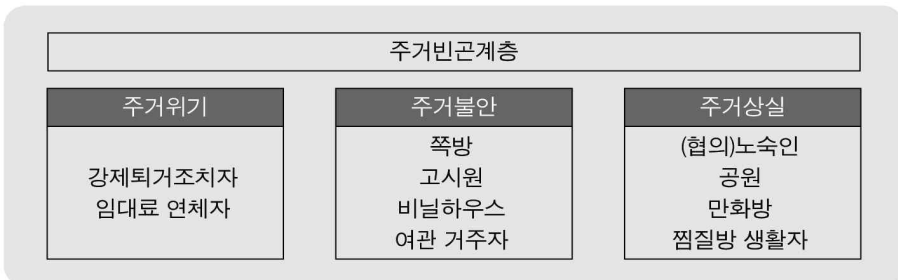 주거빈곤계층
주거위기
강제퇴거조치자
임대료 연체자
주거불안
쪽방
고시원
비닐하우스
여관 거주자
주거상실
(협의)노숙인
공원
만화방
찜질방 생활자